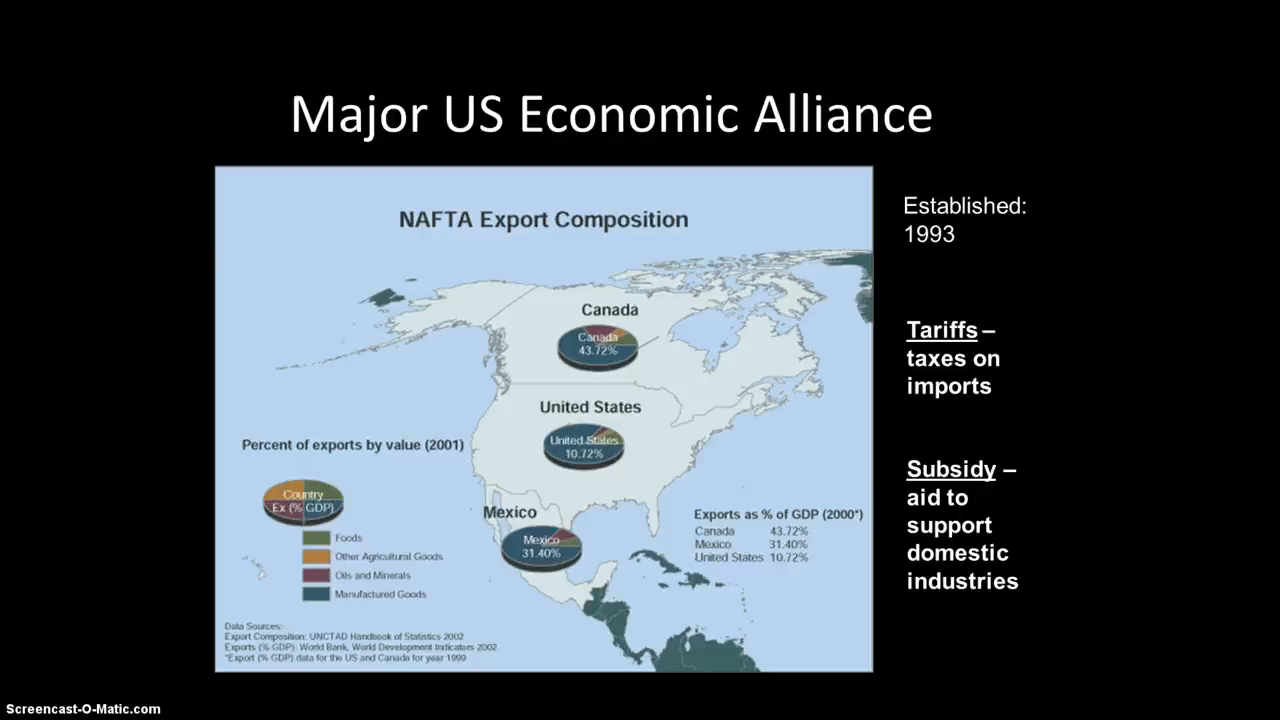 Major US Economic Alliance
NAFTA Export Composition
Established:
1993
Canada
Canada
43.72%
Tariffs –
taxes on
imports
United States
United States
10.72%
Percent of exports by value (2001)
Country
Ex (% GDP)
Foods
Other Agricultural Goods
Oils and Minerals
Manufactured Goods
Mexico
Mexico
31.40%
Exports as % of GDP (2000*)
Canada 43.72%
Mexico 31.40%
United States 10.72%
Subsidy –
aid to
support
domestic
industries
Data Sources:
Export Composition: UNCTAD Handbook of Statistics 2002
Exports (% GDP): World Bank, World Development Indicators 2002
*Export (% GDP) data for the US and Canada for year 1999
Screencast-O-Matic.com